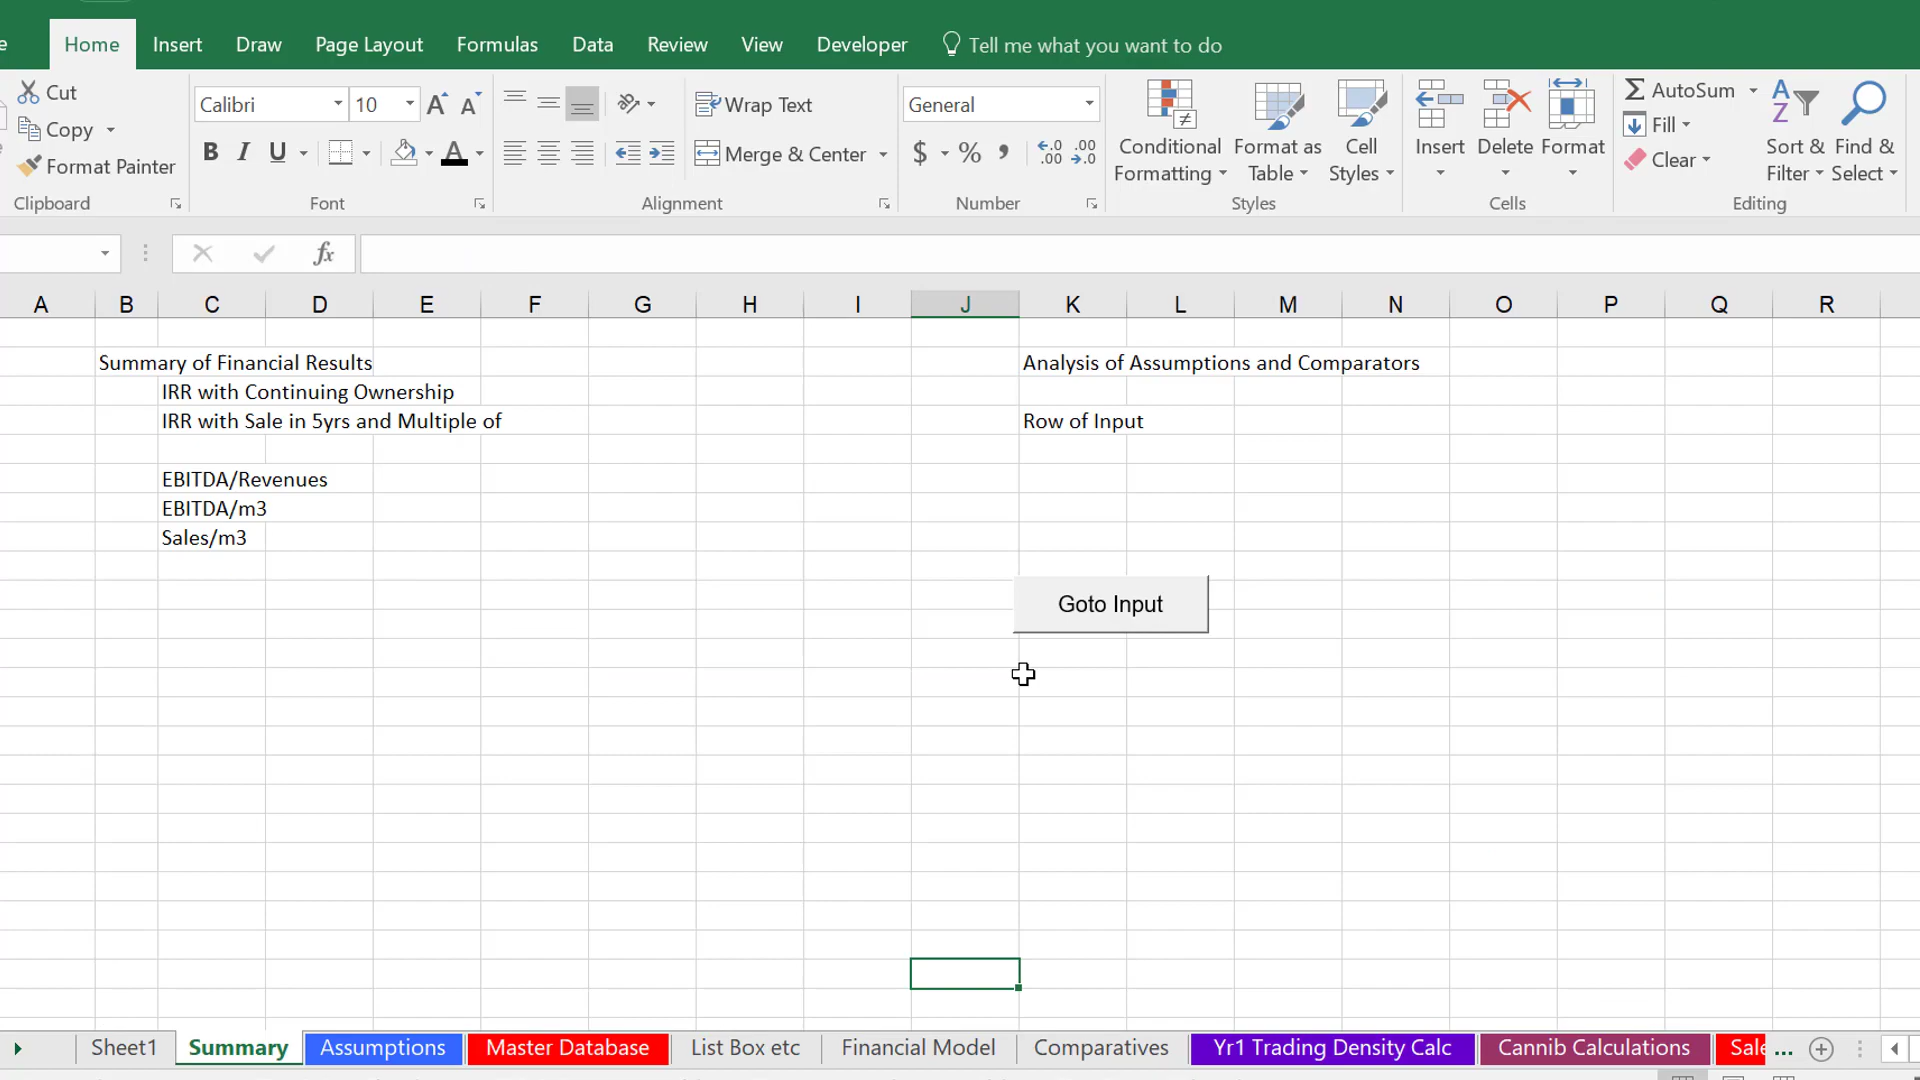 Home Insert Draw Page Layout Formulas Data Review View Developer Tell me what you want to do
Cut
Copy
Format Painter
Clipboard
Calibri 10
B I U A
Font
Wrap Text
Merge & Center
Alignment
General
$ % ,
Number
Conditional Formatting
Format as Table
Cell Styles
Styles
Insert
Delete
Format
Cells
AutoSum
Fill
Clear
Sort & Filter
Find & Select
Editing
fx
A B C D E F G H I J K L M N O P Q R
Summary of Financial Results
IRR with Continuing Ownership
IRR with Sale in 5yrs and Multiple of
EBITDA/Revenues
EBITDA/m3
Sales/m3
Analysis of Assumptions and Comparators
Row of Input
Goto Input
Sheet1 Summary Assumptions Master Database List Box etc Financial Model Comparatives Yr1 Trading Density Calc Cannib Calculations Sale ...